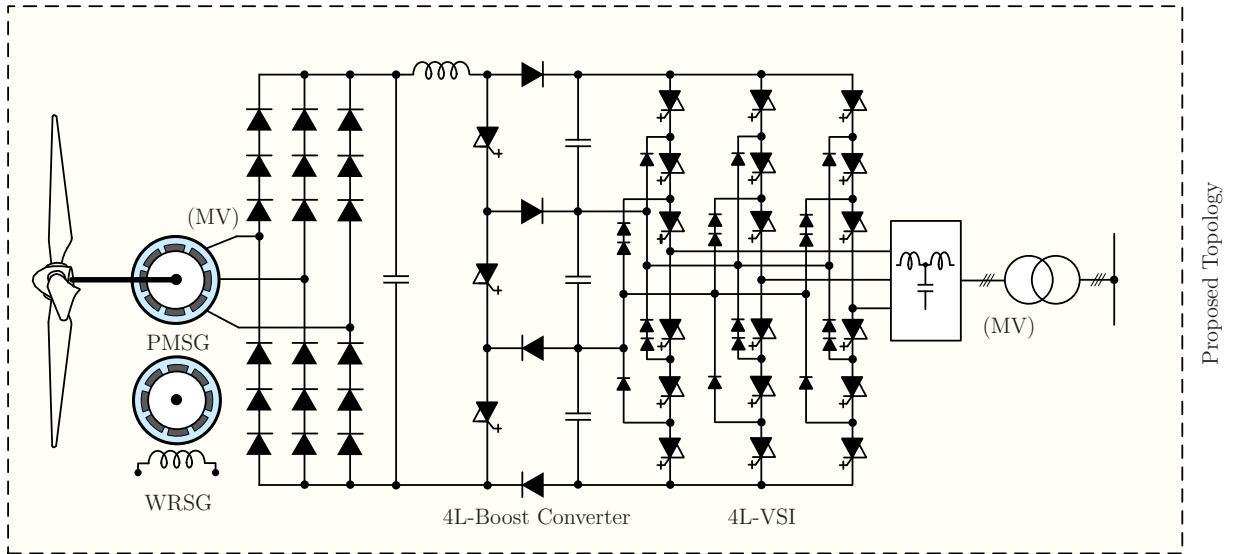 (MV)
PMSG
WRSG
4L-Boost Converter
4L-VSI
(MV)
Proposed Topology